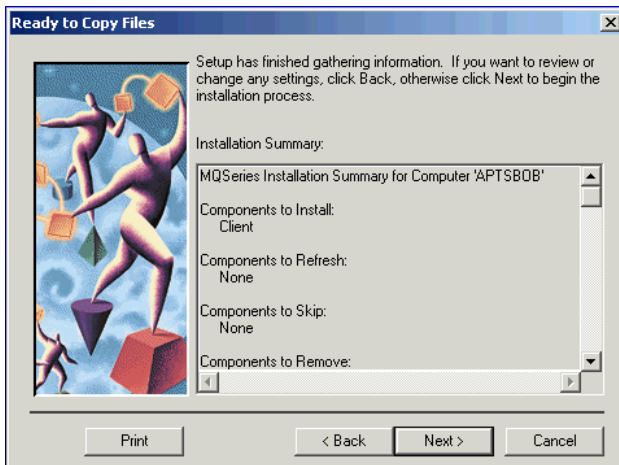 Ready to Copy Files
Setup has finished gathering information. If you want to review or
change any settings, click Back, otherwise click Next to begin the
installation process.
Installation Summary:
MQSeries Installation Summary for Computer 'APTSBOB'
Components to Install:
Client
Components to Refresh:
None
Components to Skip:
None
Components to Remove:
Print
< Back
Next >
Cancel